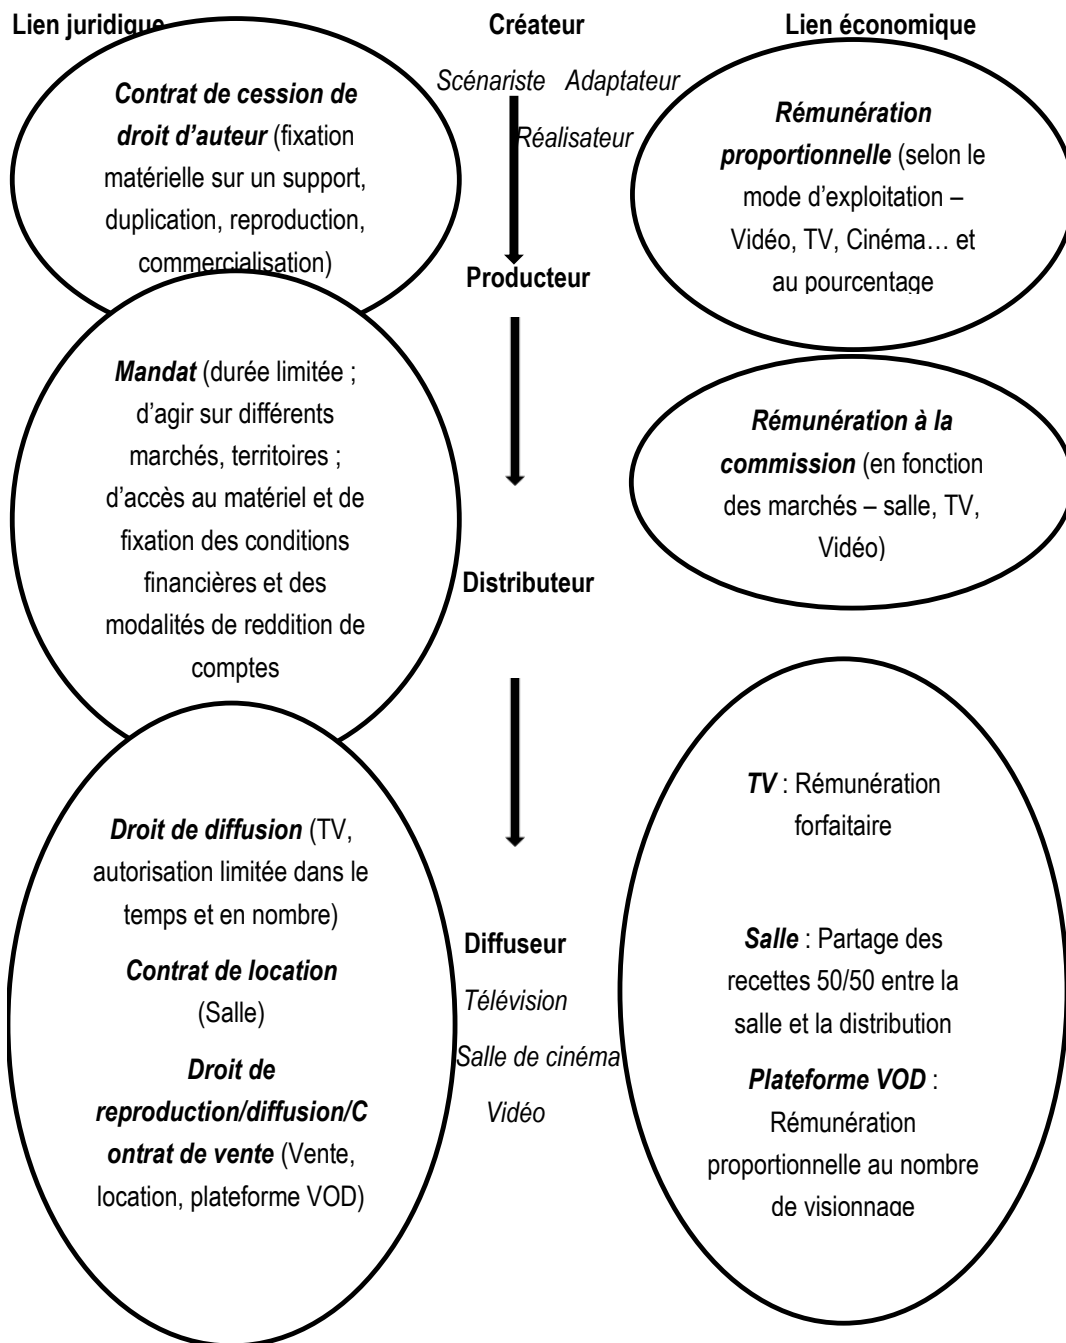 Lien juridique
Contrat de cession de
droit d'auteur (fixation
matérielle sur un support,
duplication, reproduction,
commercialisation)
Mandat (durée limitée ;
d'agir sur différents
marchés, territoires ;
d'accès au matériel et de
fixation des conditions
financières et des
modalités de reddition de
comptes
Droit de diffusion (TV,
autorisation limitée dans le
temps et en nombre)
Contrat de location
(Salle)
Droit de
reproduction/diffusion/C
ontrat de vente (Vente,
location, plateforme VOD)
Créateur
Scénariste Adaptateur
Réalisateur
Producteur
Distributeur
Diffuseur
Télévision
Salle de cinéma
Vidéo
Lien économique
Rémunération
proportionnelle (selon le
mode d'exploitation –
Vidéo, TV, Cinéma… et
au pourcentage
Rémunération à la
commission (en fonction
des marchés – salle, TV,
Vidéo)
TV : Rémunération
forfaitaire
Salle : Partage des
recettes 50/50 entre la
salle et la distribution
Plateforme VOD :
Rémunération
proportionnelle au nombre
de visionnage